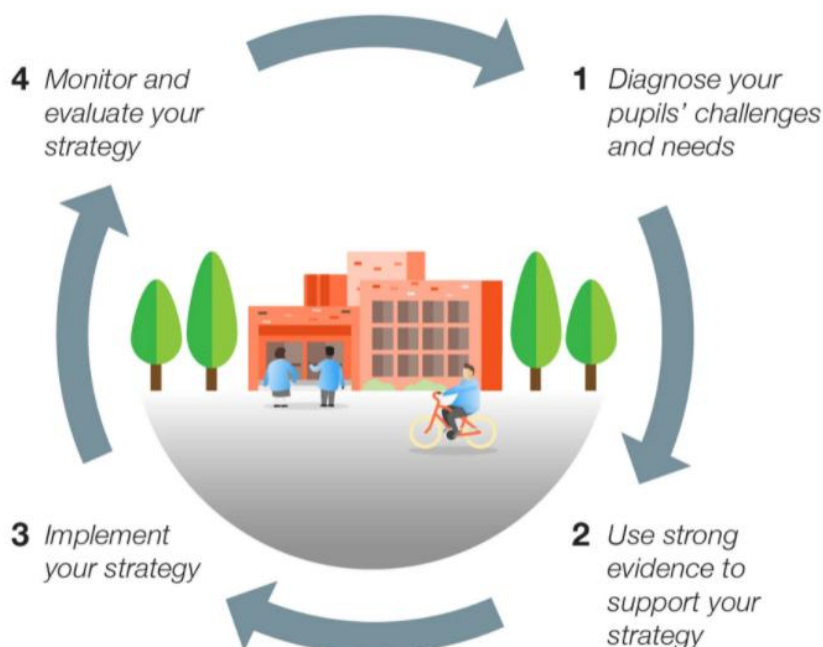 1 Diagnose your
pupils’ challenges
and needs
2 Use strong
evidence to
support your
strategy
3 Implement
your strategy
4 Monitor and
evaluate your
strategy